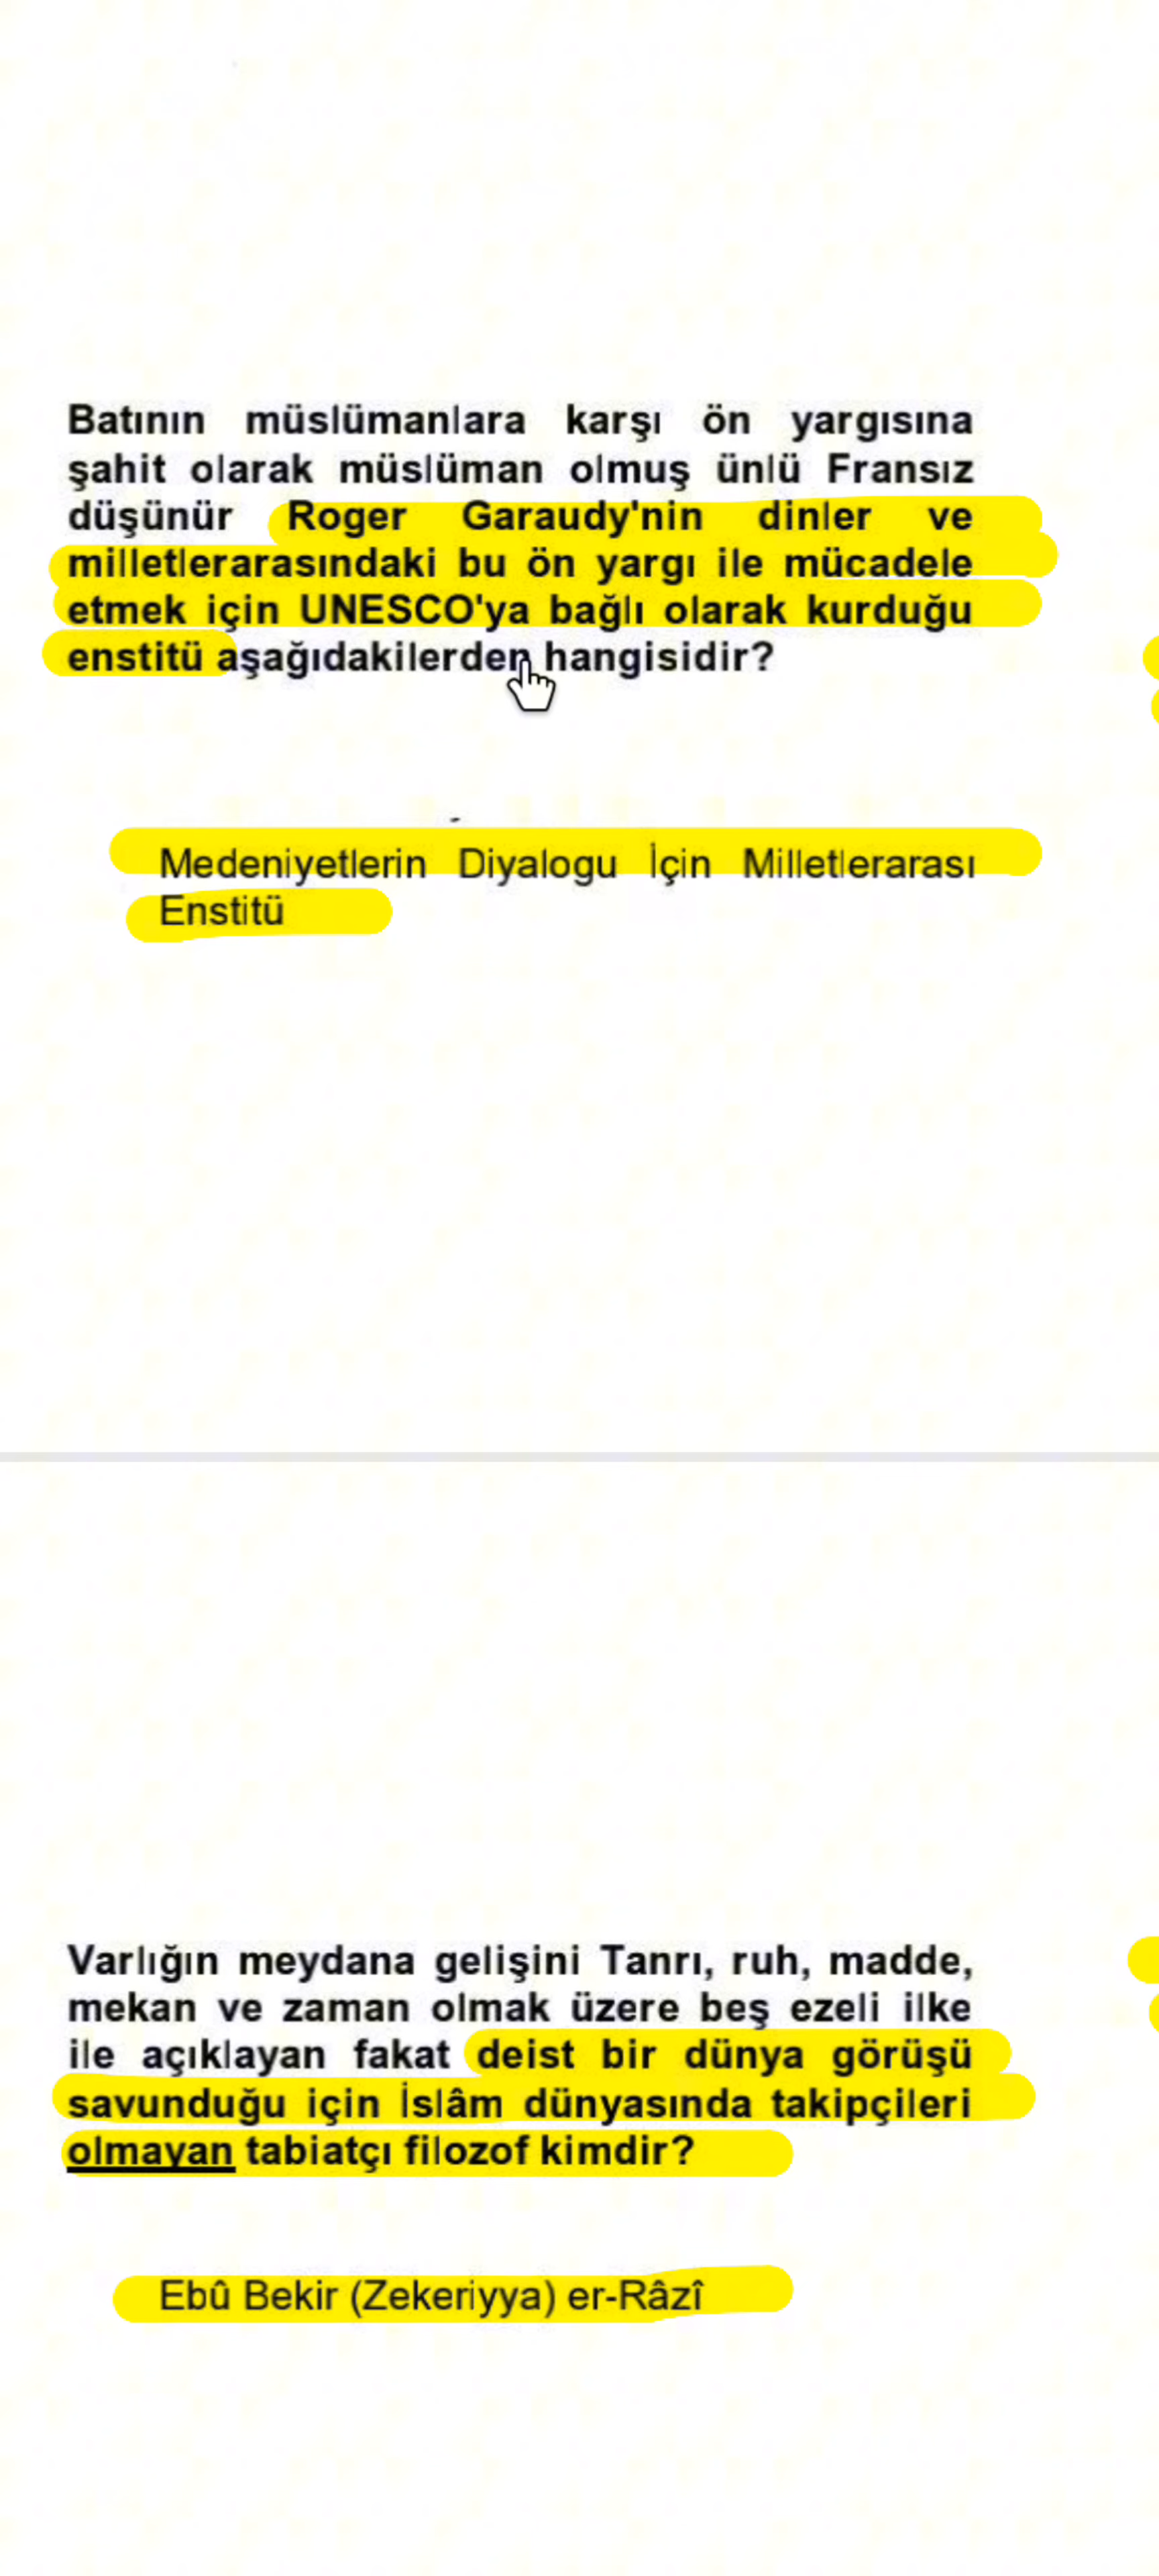 Batının müslümanlara karşı ön yargısına
şahit olarak müslüman olmuş ünlü Fransız
düşünür Roger Garaudy'nin dinler ve
milletlerarasındaki bu ön yargı ile mücadele
etmek için UNESCO'ya bağlı olarak kurduğu
enstitü aşağıdakilerden hangisidir?
Medeniyetlerin Diyalogu İçin Milletlerarası
Enstitü
Varlığın meydana gelişini Tanrı, ruh, madde,
mekan ve zaman olmak üzere beş ezeli ilke
ile açıklayan fakat deist bir dünya görüşü
savunduğu için İslâm dünyasında takipçileri
olmayan tabiatçı filozof kimdir?
Ebû Bekir (Zekeriyya) er-Râzî